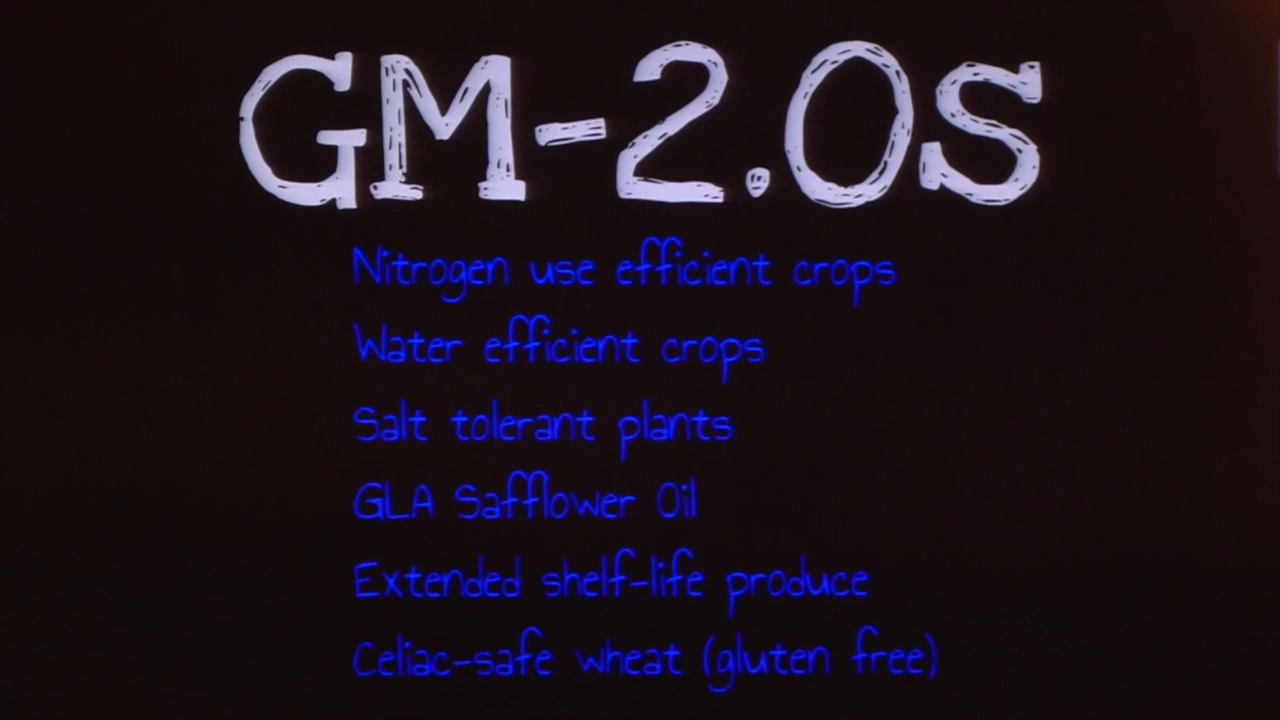 GM-2.0s
Nitrogen use efficient crops
Water efficient crops
Salt tolerant plants
GLA Safflower Oil
Extended shelf-life produce
Celiac-safe wheat (gluten free)